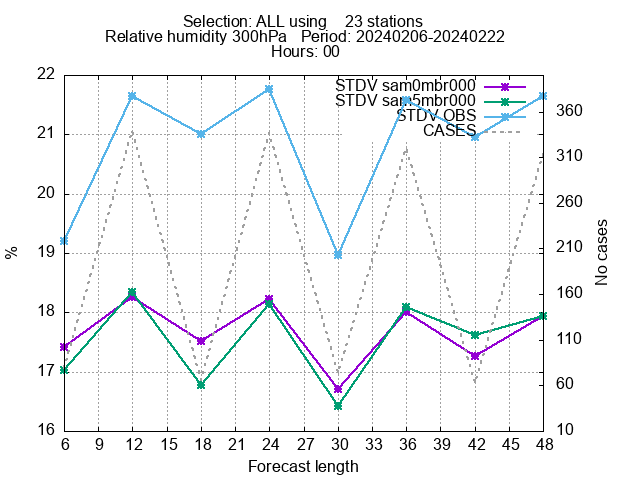 Selection: ALL using    23 stations
Relative humidity 300hPa   Period: 20240206-20240222
Hours: 00
STDV sam0mbr000
STDV sam5mbr000
STDV OBS
CASES
22
21
20
19
18
17
16
%
360
310
260
210
160
110
60
10
No cases
6 9 12 15 18 21 24 27 30 33 36 39 42 45 48
Forecast length